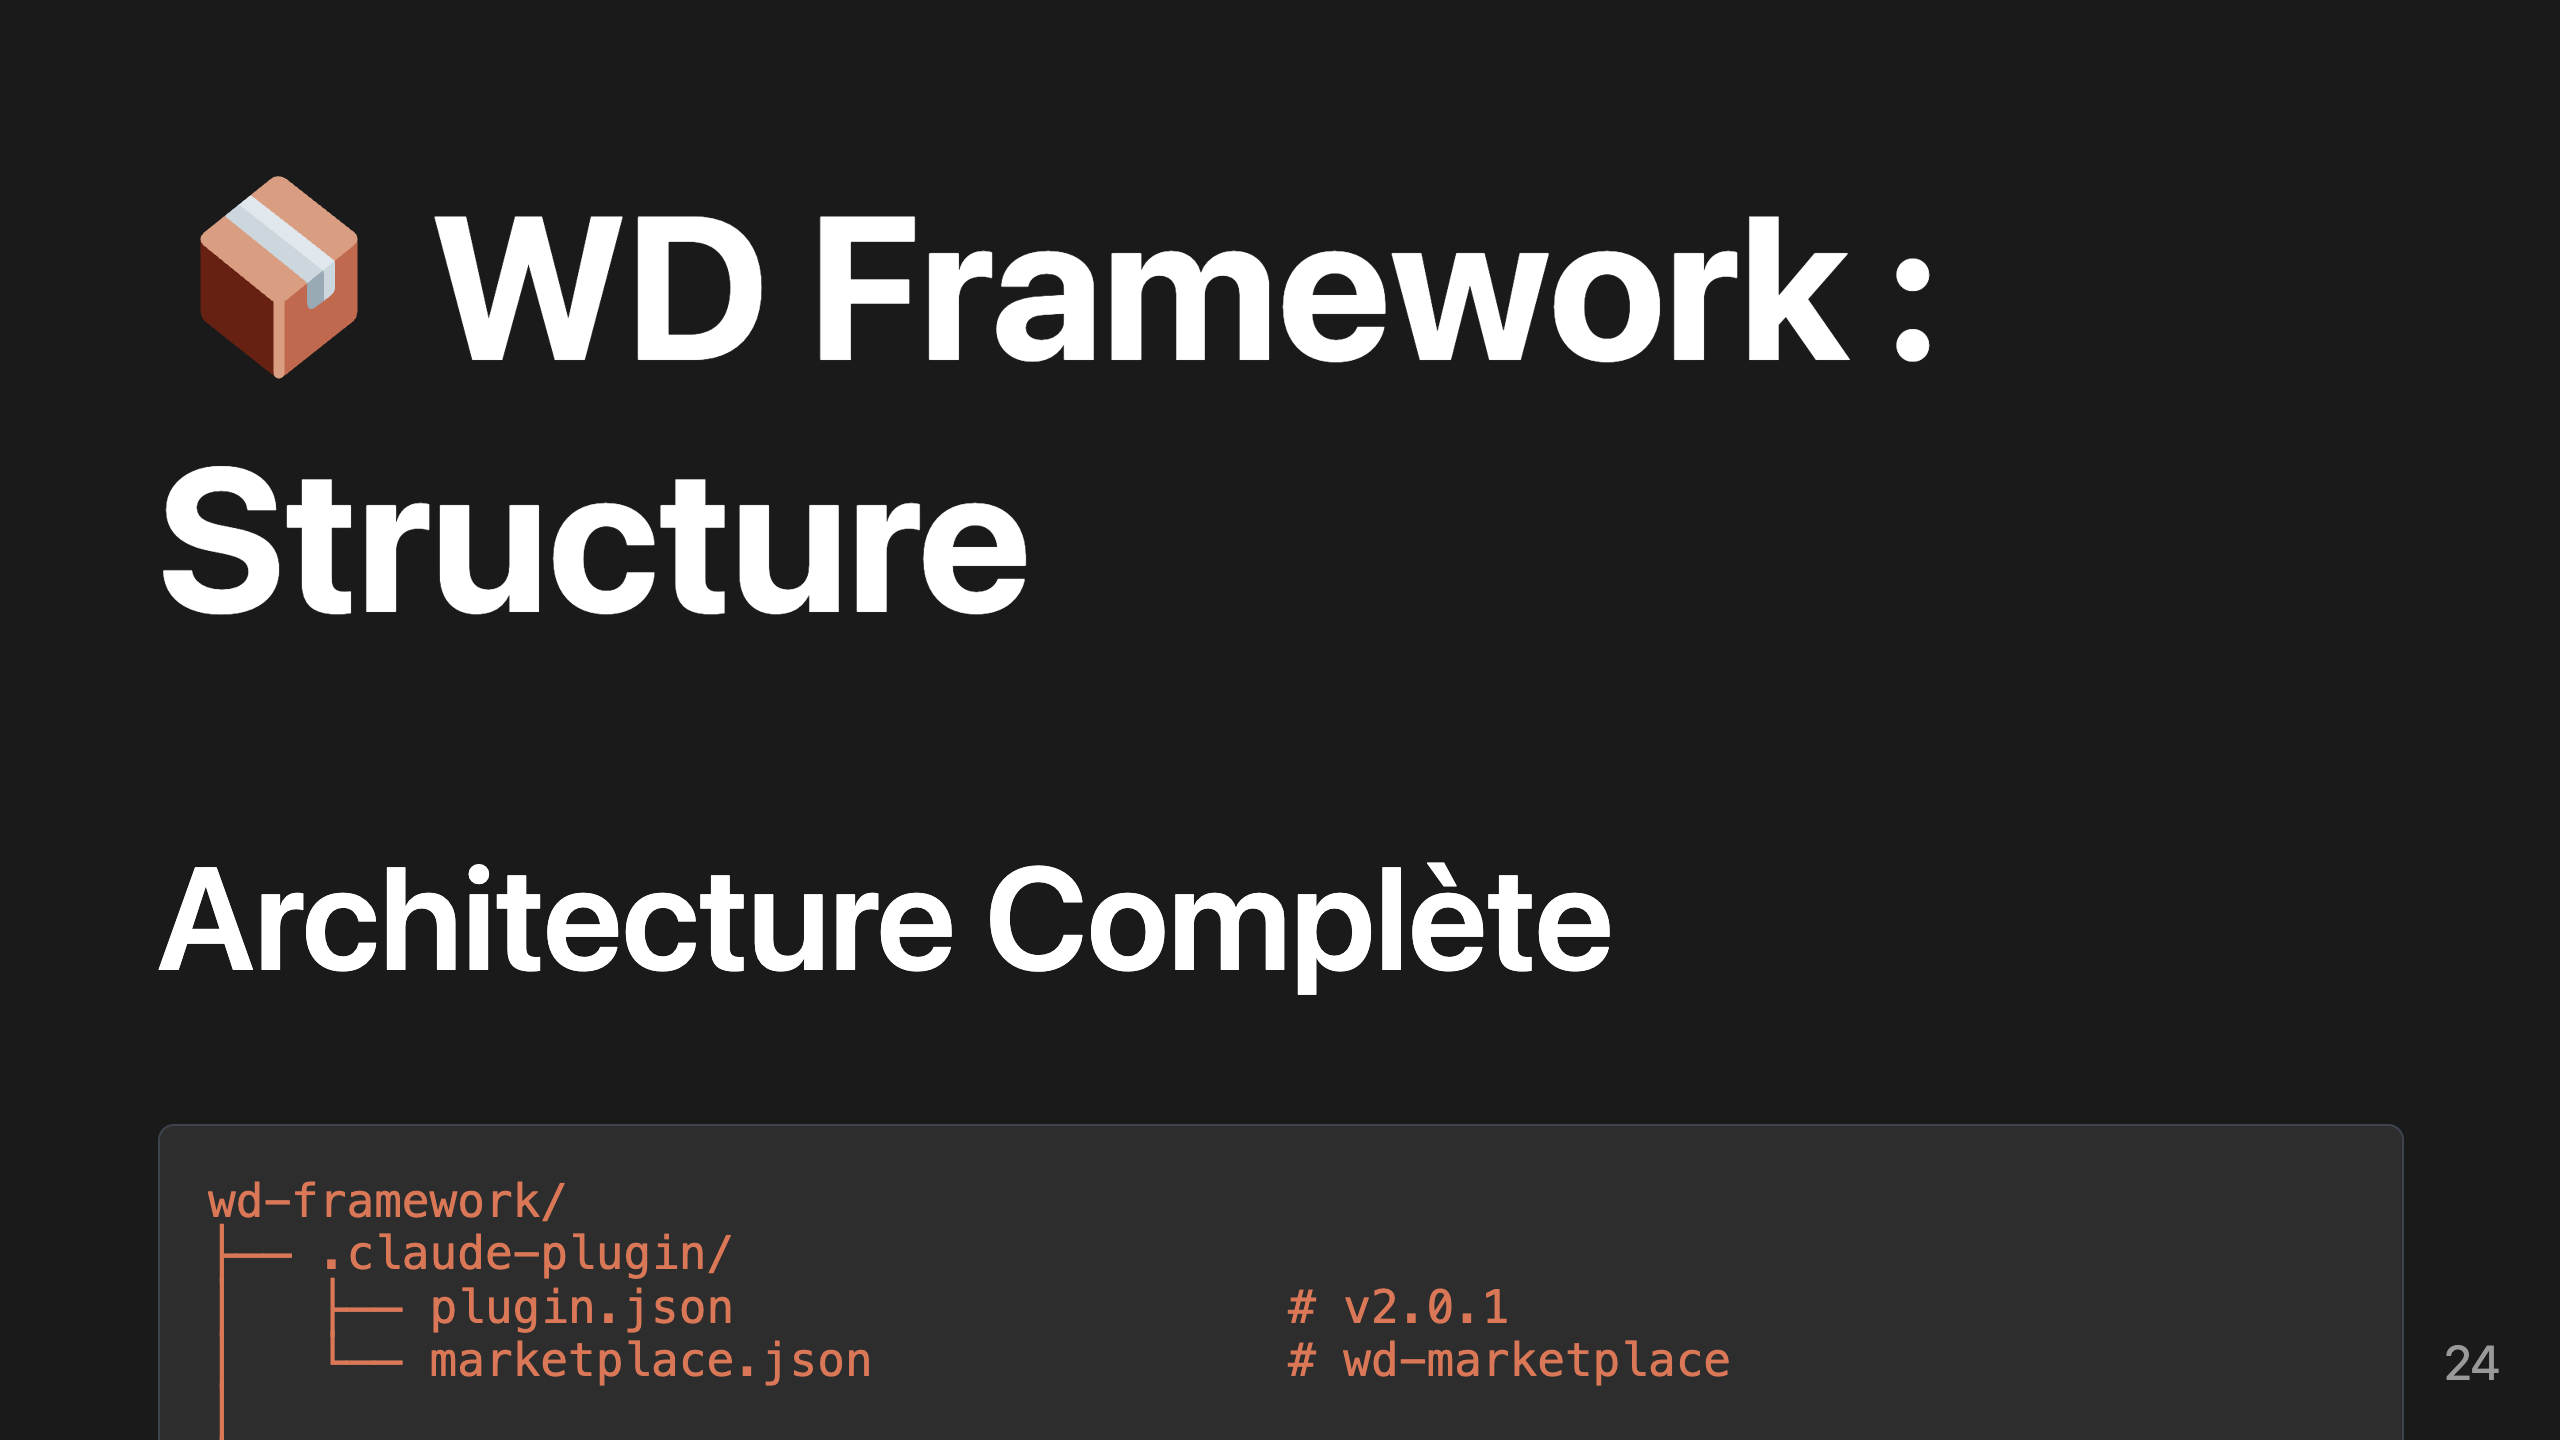 📦 WD Framework :
Structure
Architecture Complète
wd-framework/
├── .claude-plugin/
│   ├── plugin.json                    # v2.0.1
│   └── marketplace.json               # wd-marketplace
│
24